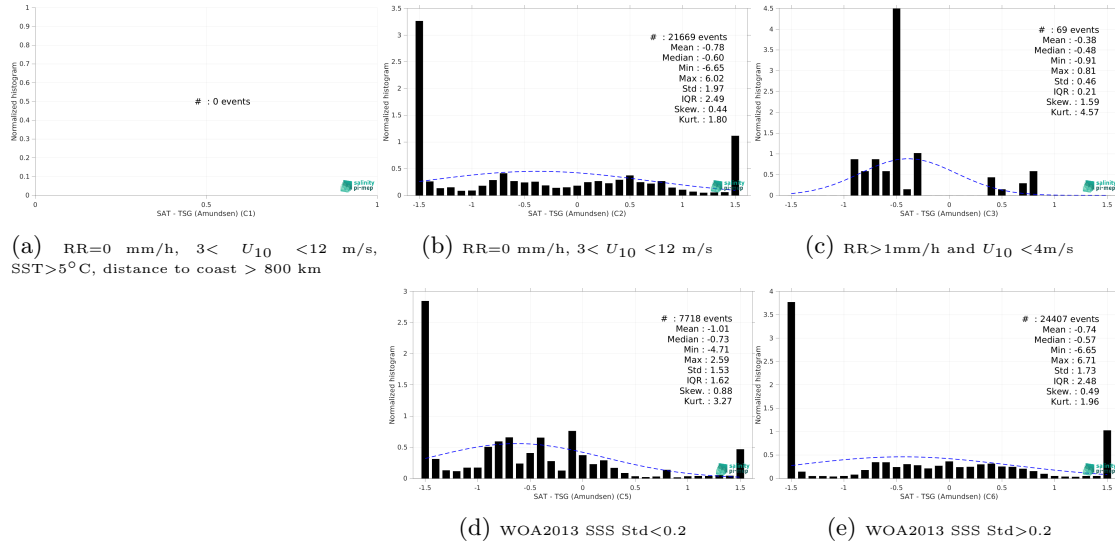 1
0.9
0.8
0.7
0.6
0.5
0.4
0.3
0.2
0.1
0
Normalized histogram
# : 0 events
salinity
pi-mep
0 0.5 1
SAT - TSG (Amundsen) (C1)
(a) RR=0 mm/h, 3< U10 <12 m/s,
SST>5°C, distance to coast > 800 km
3.5
3
2.5
2
1.5
1
0.5
0
Normalized histogram
# : 21669 events
Mean : -0.78
Median : -0.60
Min : -6.65
Max : 6.02
Std : 1.97
IQR : 2.49
Skew. : 0.44
Kurt. : 1.80
salinity
pi-mep
-1.5 -1 -0.5 0 0.5 1 1.5
SAT - TSG (Amundsen) (C2)
(b) RR=0 mm/h, 3< U10 <12 m/s
4.5
4
3.5
3
2.5
2
1.5
1
0.5
0
Normalized histogram
# : 69 events
Mean : -0.38
Median : -0.48
Min : -0.91
Max : 0.81
Std : 0.46
IQR : 0.21
Skew. : 1.59
Kurt. : 4.57
salinity
pi-mep
-1.5 -1 -0.5 0 0.5 1 1.5
SAT - TSG (Amundsen) (C3)
(c) RR>1mm/h and U10 <4m/s
3
2.5
2
1.5
1
0.5
0
Normalized histogram
# : 7718 events
Mean : -1.01
Median : -0.73
Min : -4.71
Max : 2.59
Std : 1.53
IQR : 1.62
Skew. : 0.88
Kurt. : 3.27
salinity
pi-mep
-1.5 -1 -0.5 0 0.5 1 1.5
SAT - TSG (Amundsen) (C5)
(d) WOA2013 SSS Std<0.2
4
3.5
3
2.5
2
1.5
1
0.5
0
Normalized histogram
# : 24407 events
Mean : -0.74
Median : -0.57
Min : -6.65
Max : 6.71
Std : 1.73
IQR : 2.48
Skew. : 0.49
Kurt. : 1.96
salinity
pi-mep
-1.5 -1 -0.5 0 0.5 1 1.5
SAT - TSG (Amundsen) (C6)
(e) WOA2013 SSS Std>0.2